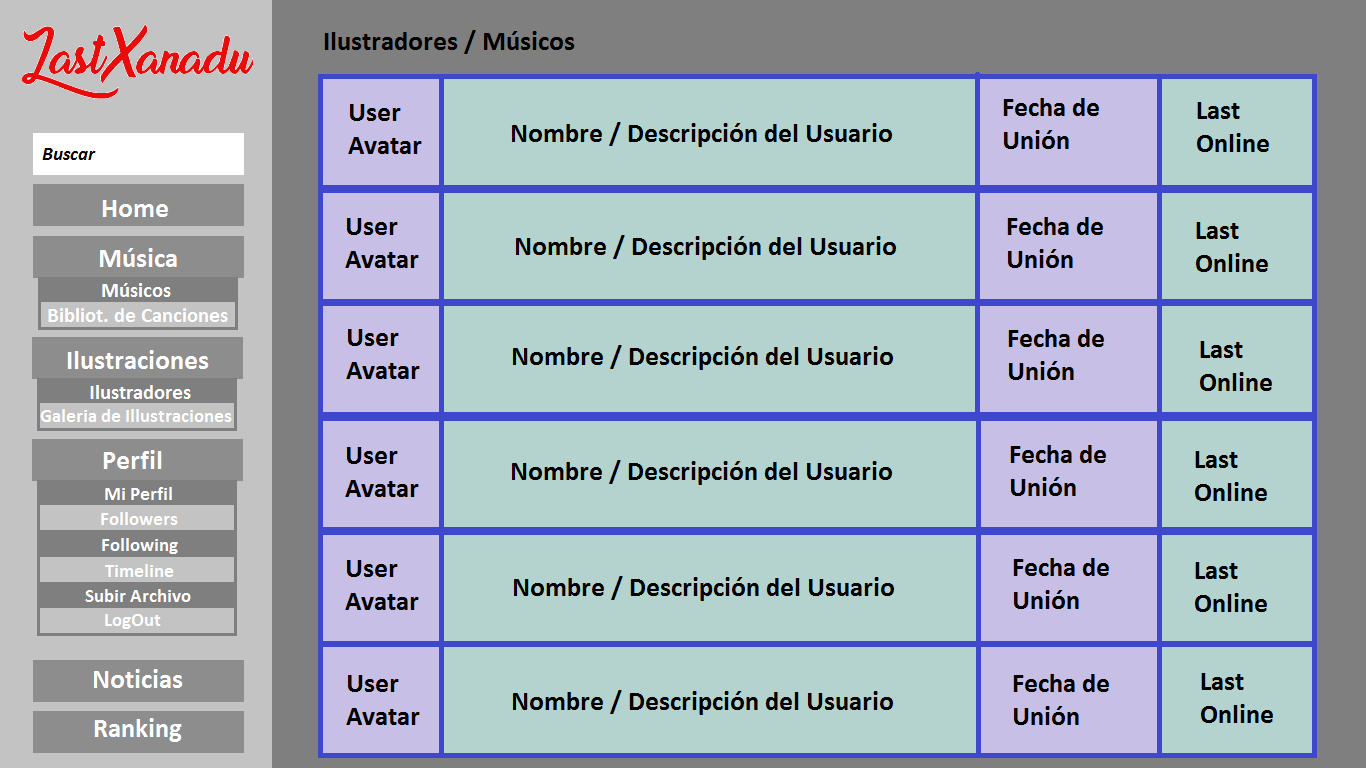 LastXanadu
Buscar
Home
Música
Músicos
Bibliot. de Canciones
Ilustraciones
Ilustradores
Galeria de Illustraciones
Perfil
Mi Perfil
Followers
Following
Timeline
Subir Archivo
LogOut
Noticias
Ranking
Ilustradores / Músicos
User
Avatar
Nombre / Descripción del Usuario
Fecha de
Unión
Last
Online
User
Avatar
Nombre / Descripción del Usuario
Fecha de
Unión
Last
Online
User
Avatar
Nombre / Descripción del Usuario
Fecha de
Unión
Last
Online
User
Avatar
Nombre / Descripción del Usuario
Fecha de
Unión
Last
Online
User
Avatar
Nombre / Descripción del Usuario
Fecha de
Unión
Last
Online
User
Avatar
Nombre / Descripción del Usuario
Fecha de
Unión
Last
Online